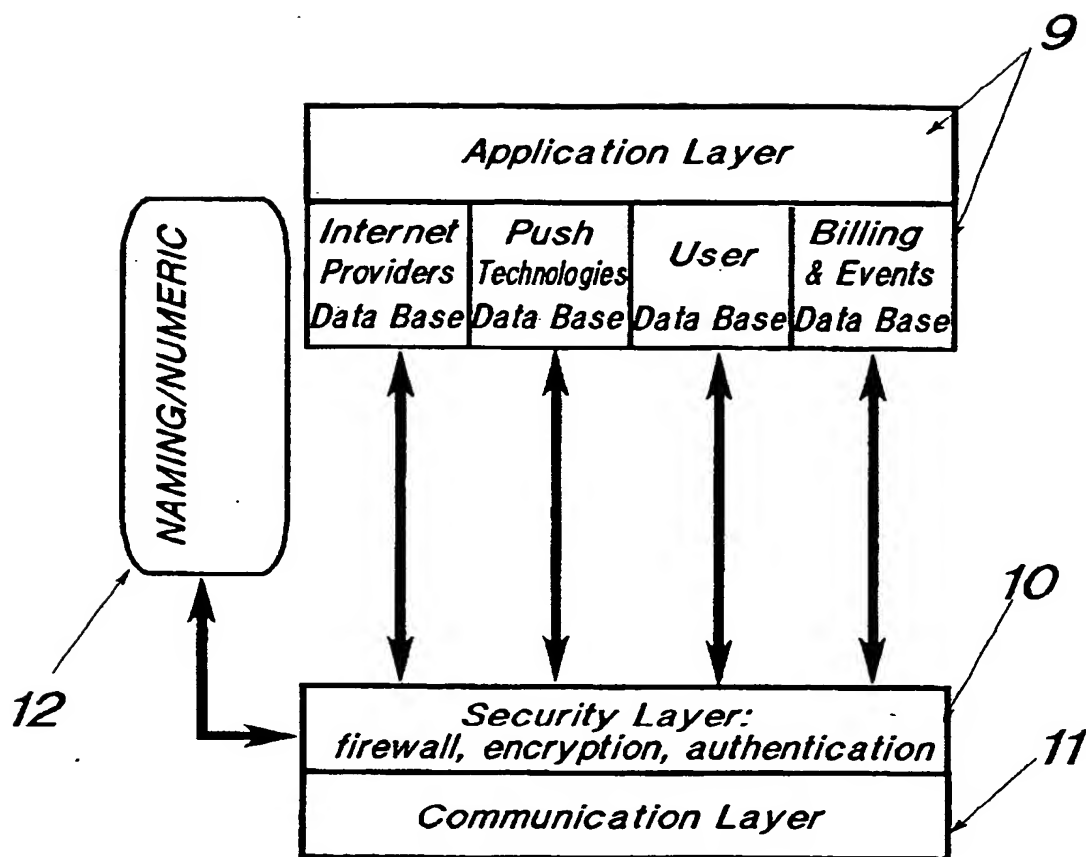 9
Application Layer
Internet
Providers
Data Base
Push
Technologies
Data Base
User
Data Base
Billing
& Events
Data Base
NAMING/NUMERIC
10
12
Security Layer:
firewall, encryption, authentication
11
Communication Layer